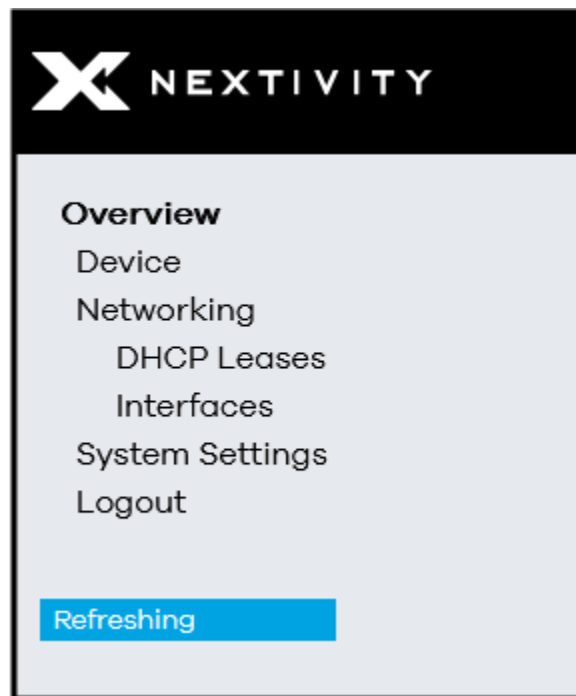 NEXTIVITY
Overview
Device
Networking
DHCP Leases
Interfaces
System Settings
Logout
Refreshing